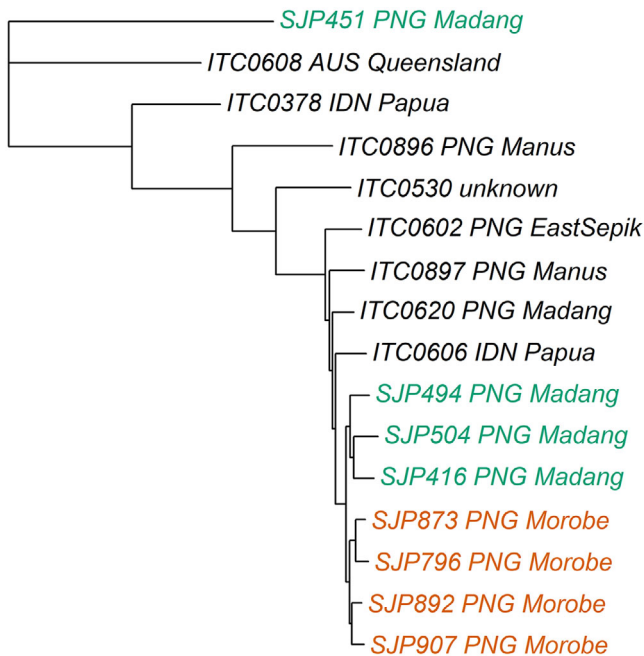 SJP451 PNG Madang
ITC0608 AUS Queensland
ITC0378 IDN Papua
ITC0896 PNG Manus
ITC0530 unknown
ITC0602 PNG EastSepik
ITC0897 PNG Manus
ITC0620 PNG Madang
ITC0606 IDN Papua
SJP494 PNG Madang
SJP504 PNG Madang
SJP416 PNG Madang
SJP873 PNG Morobe
SJP796 PNG Morobe
SJP892 PNG Morobe
SJP907 PNG Morobe